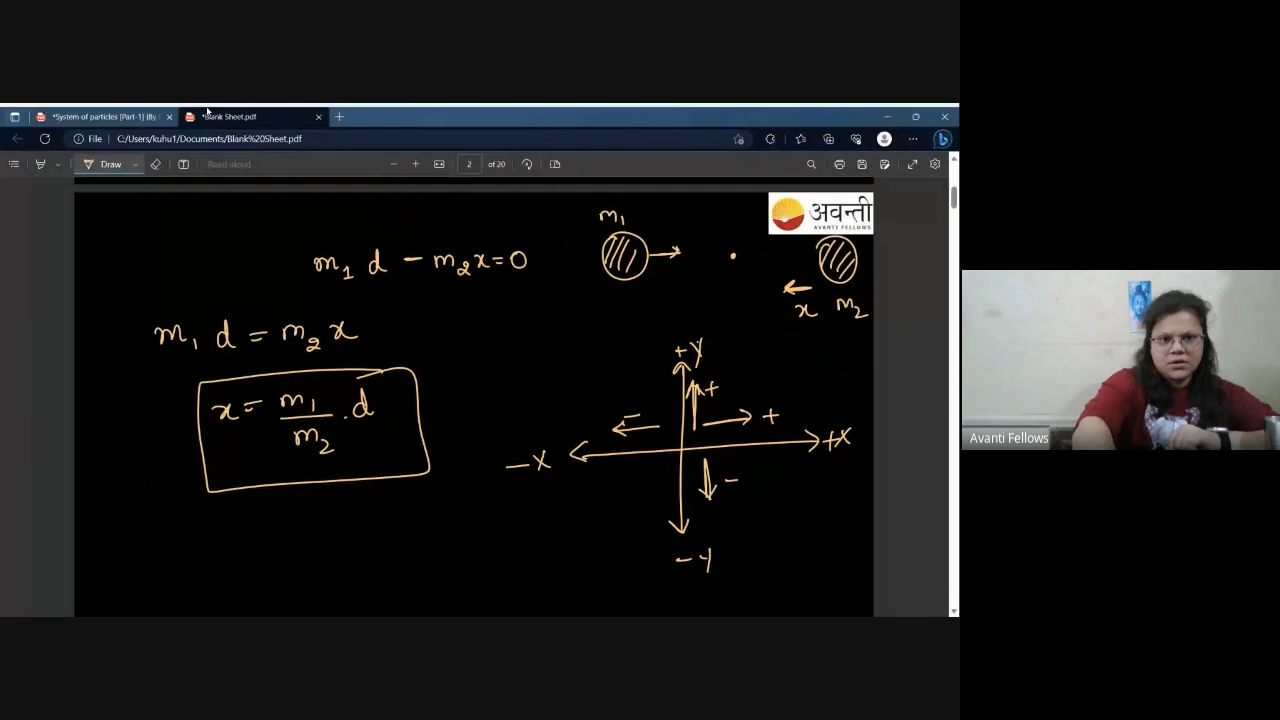 *System of particles [Part-1] (By
*Blank Sheet.pdf
File
C:/Users/kuhu1/Documents/Blank%20Sheet.pdf
Draw
Read aloud
2
of 20
अवन्ती
AVANTI FELLOWS
m₁
m₁ d − m₂x=0
x m₂
m₁ d = m₂ x
x = m₁/m₂ . d
+y
+
−
+
+x
−x
−
−y
Avanti Fellows